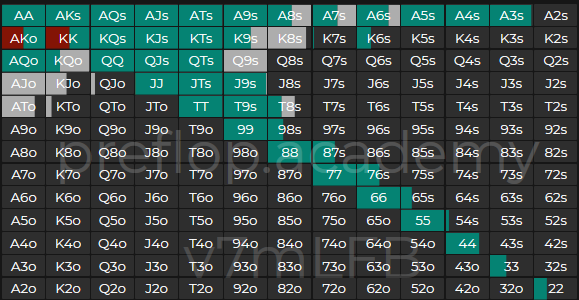 AA AKs AQs AJs ATs A9s A8s A7s A6s A5s A4s A3s A2s
AKo KK KQs KJs KTs K9s K8s K7s K6s K5s K4s K3s K2s
AQo KQo QQ QJs QTs Q9s Q8s Q7s Q6s Q5s Q4s Q3s Q2s
AJo KJo QJo JJ JTs J9s J8s J7s J6s J5s J4s J3s J2s
ATo KTo QTo JTo TT T9s T8s T7s T6s T5s T4s T3s T2s
A9o K9o Q9o J9o T9o 99 98s 97s 96s 95s 94s 93s 92s
A8o K8o Q8o J8o T8o 98o 88 87s 86s 85s 84s 83s 82s
preflop.academy
A7o K7o Q7o J7o T7o 97o 87o 77 76s 75s 74s 73s 72s
A6o K6o Q6o J6o T6o 96o 86o 76o 66 65s 64s 63s 62s
A5o K5o Q5o J5o T5o 95o 85o 75o 65o 55 54s 53s 52s
A4o K4o Q4o J4o T4o 94o 84o 74o 64o 54o 44 43s 42s
v7mLFB
A3o K3o Q3o J3o T3o 93o 83o 73o 63o 53o 43o 33 32s
A2o K2o Q2o J2o T2o 92o 82o 72o 62o 52o 42o 32o 22